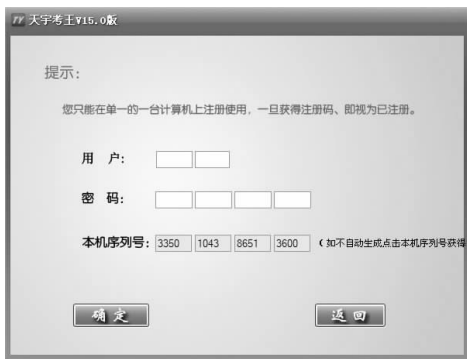 TY 天宇考王V15.0版
提示:
您只能在单一的一台计算机上注册使用,一旦获得注册码、即视为已注册。
用 户:
密 码:
本机序列号: 3350 1043 8651 3600 (如不自动生成点击本机序列号获得
确定 返回